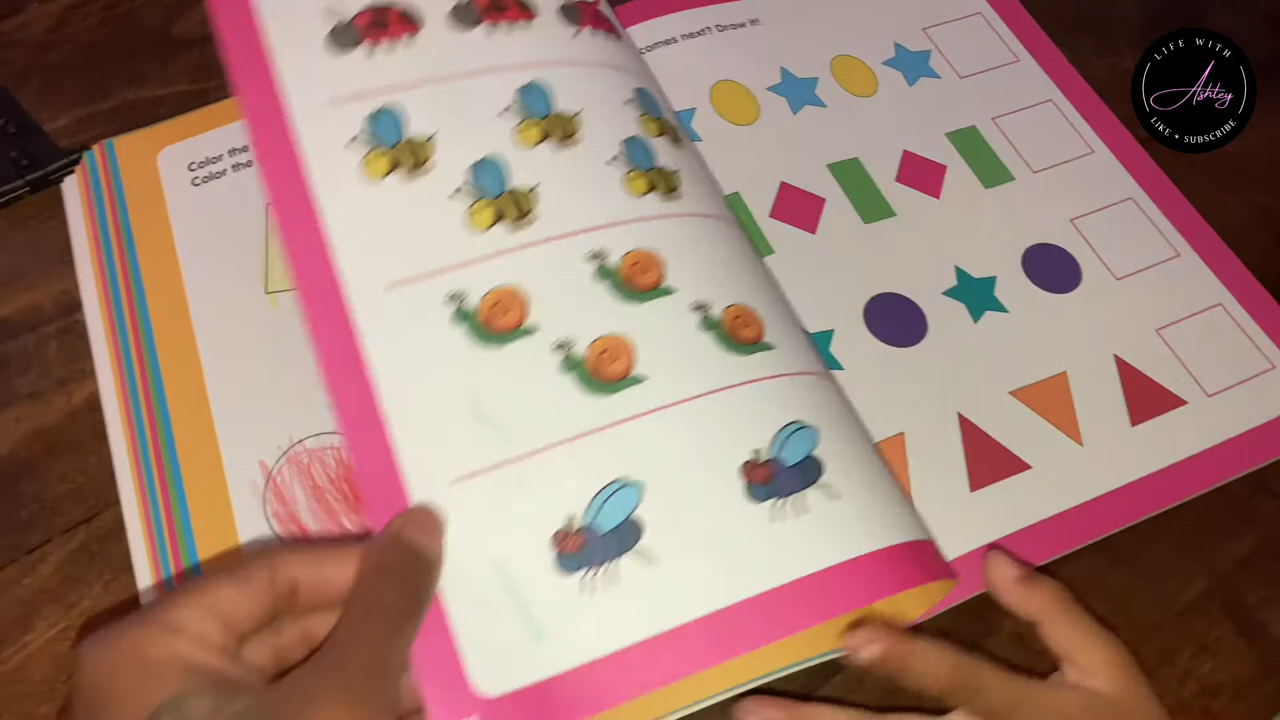 Color the
Color the
comes next? Draw it!
LIFE WITH
Ashley
LIKE + SUBSCRIBE